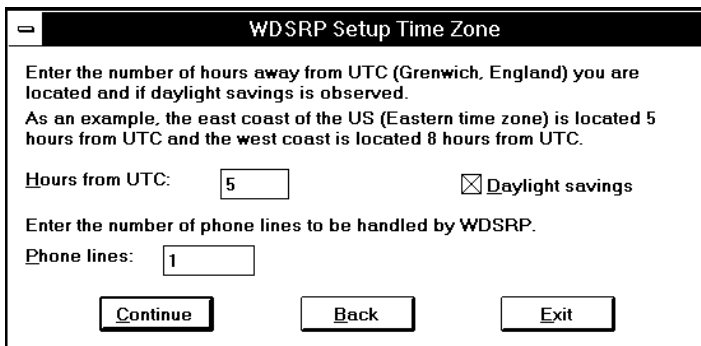 WDSRP Setup Time Zone
Enter the number of hours away from UTC (Grenwich, England) you are
located and if daylight savings is observed.
As an example, the east coast of the US (Eastern time zone) is located 5
hours from UTC and the west coast is located 8 hours from UTC.
Hours from UTC: 5 Daylight savings
Enter the number of phone lines to be handled by WDSRP.
Phone lines: 1
Continue Back Exit